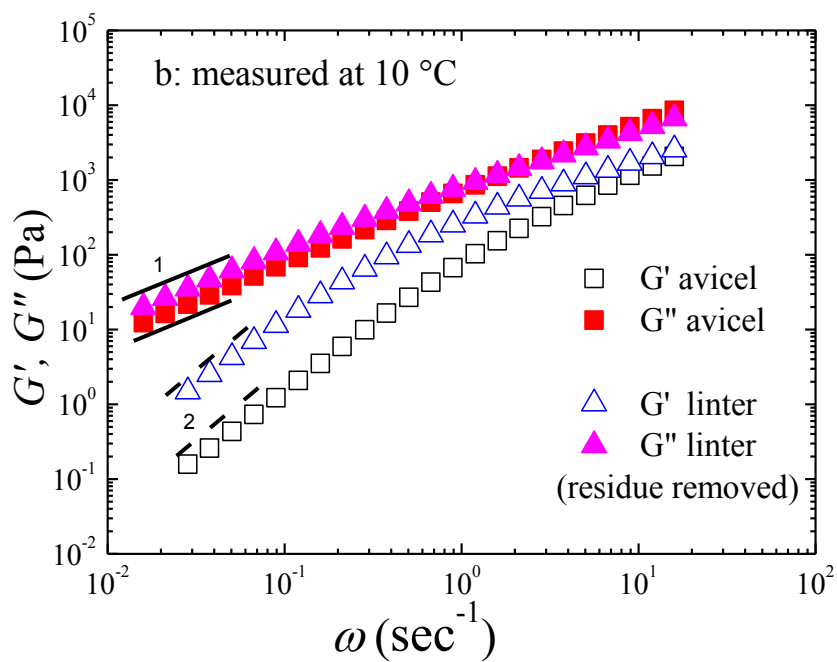 10^5
10^4
10^3
10^2
10^1
10^0
10^-1
10^-2
G', G" (Pa)
b: measured at 10 °C
1
2
G' avicel
G" avicel
G' linter
G" linter
(residue removed)
10^-2 10^-1 10^0 10^1 10^2
ω (sec^-1)